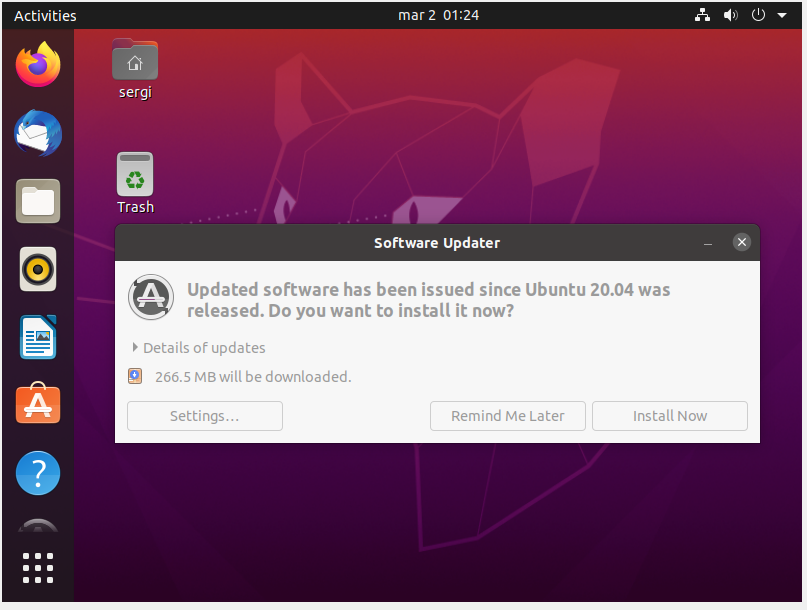 Activities
mar 2 01:24
sergi
Trash
Software Updater
Updated software has been issued since Ubuntu 20.04 was
released. Do you want to install it now?
Details of updates
266.5 MB will be downloaded.
Settings…
Remind Me Later
Install Now